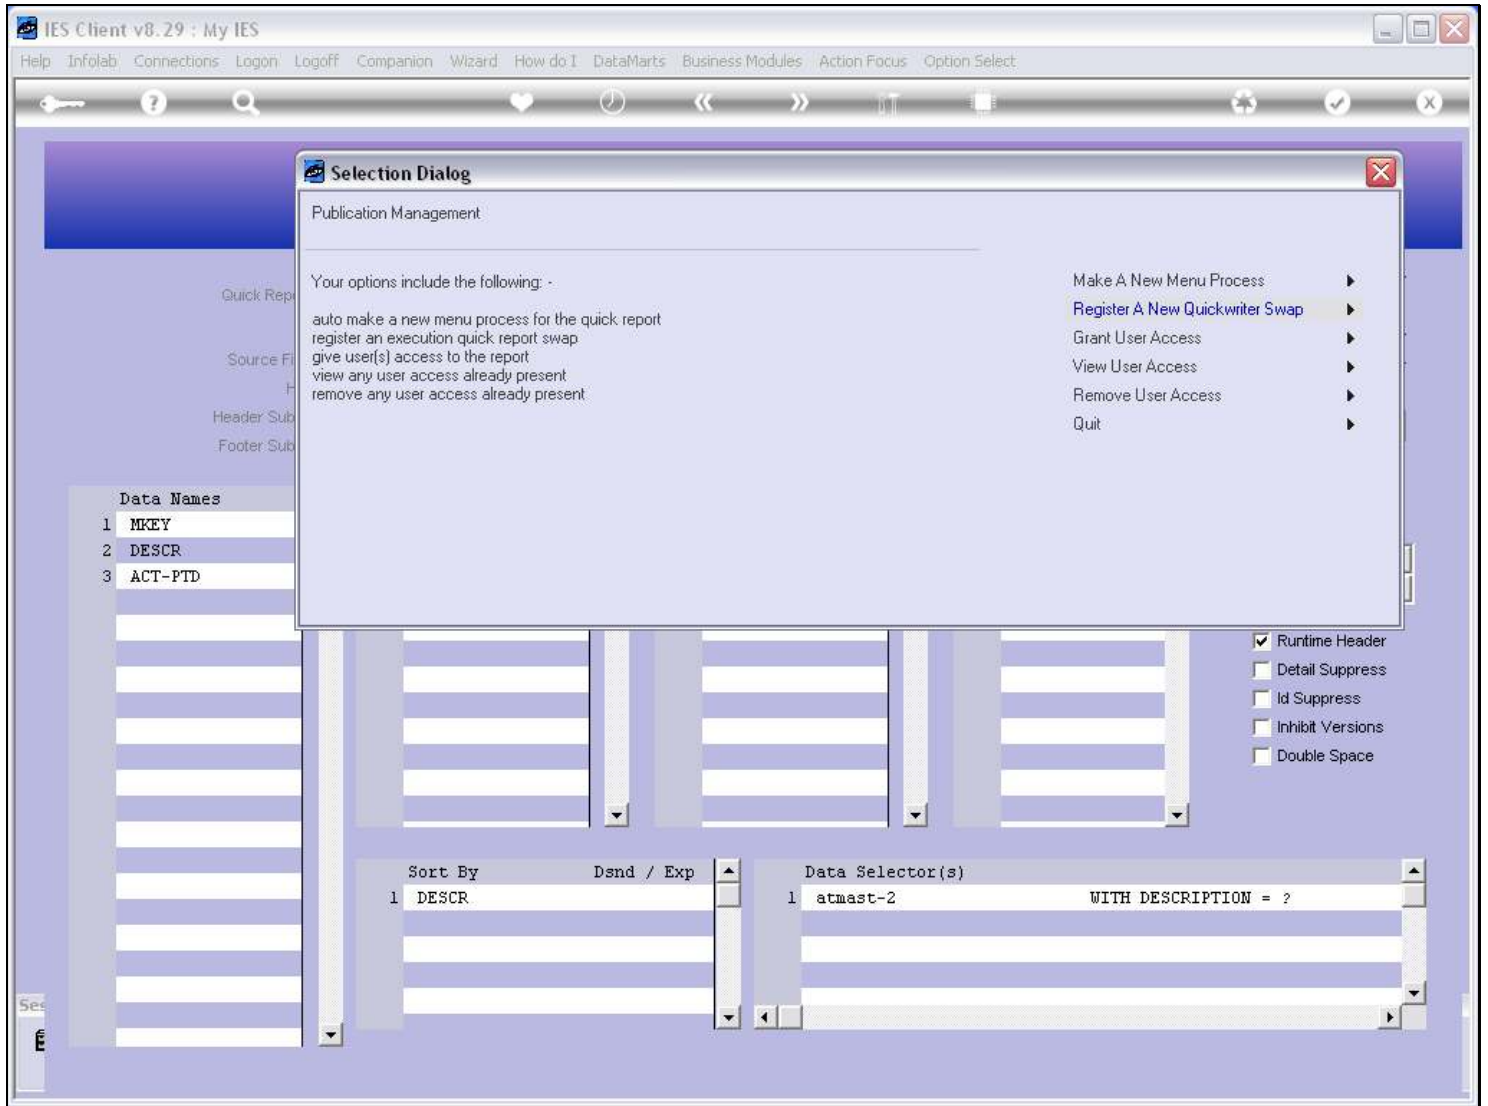 IES Client v8.29 : My IES
Help Infolab Connections Logon Logoff Companion Wizard How do I DataMarts Business Modules Action Focus Option Select
Selection Dialog
Publication Management
Your options include the following: -
auto make a new menu process for the quick report
register an execution quick report swap
give user(s) access to the report
view any user access already present
remove any user access already present
Make A New Menu Process
Register A New Quickwriter Swap
Grant User Access
View User Access
Remove User Access
Quit
Quick Rep
Source Fi
H
Header Sub
Footer Sub
Data Names
1 MKEY
2 DESCR
3 ACT-PTD
Runtime Header
Detail Suppress
Id Suppress
Inhibit Versions
Double Space
Sort By Dsnd / Exp
1 DESCR
Data Selector(s)
1 atmast-2 WITH DESCRIPTION = ?
Ses